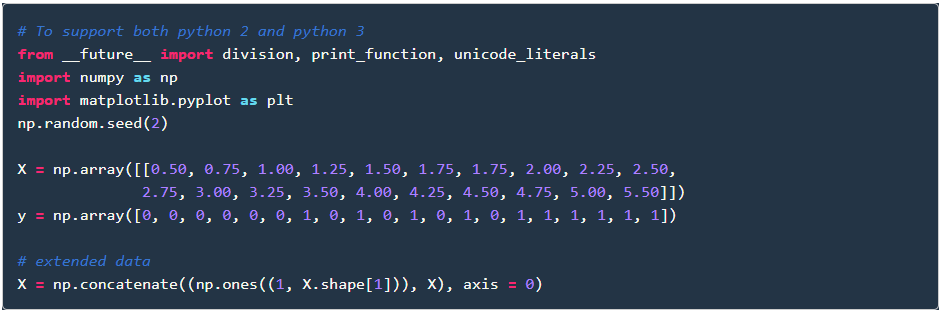 # To support both python 2 and python 3
from __future__ import division, print_function, unicode_literals
import numpy as np
import matplotlib.pyplot as plt
np.random.seed(2)
X = np.array([[0.50, 0.75, 1.00, 1.25, 1.50, 1.75, 1.75, 2.00, 2.25, 2.50,
2.75, 3.00, 3.25, 3.50, 4.00, 4.25, 4.50, 4.75, 5.00, 5.50]])
y = np.array([0, 0, 0, 0, 0, 0, 1, 0, 1, 0, 1, 0, 1, 0, 1, 1, 1, 1, 1, 1])
# extended data
X = np.concatenate((np.ones((1, X.shape[1])), X), axis = 0)